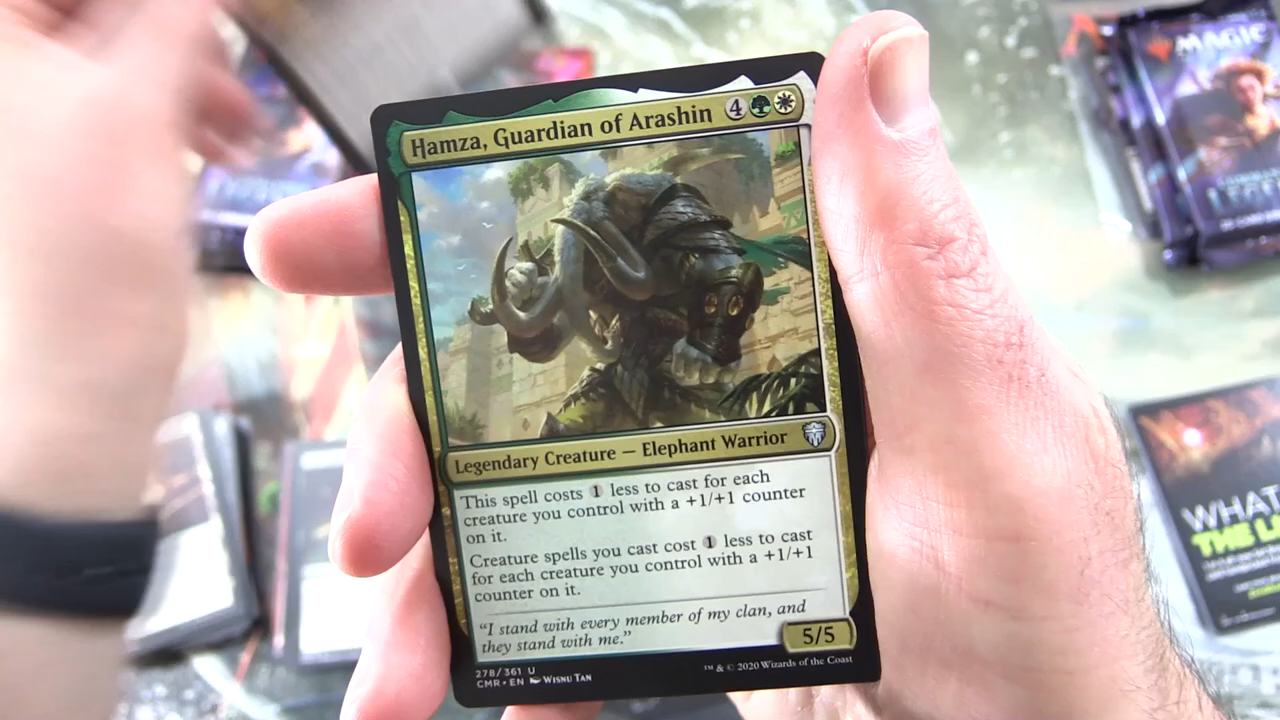 MAGIC
Hamza, Guardian of Arashin 4
Legendary Creature — Elephant Warrior
This spell costs 1 less to cast for each
creature you control with a +1/+1 counter
on it.
Creature spells you cast cost 1 less to cast
for each creature you control with a +1/+1
counter on it.
"I stand with every member of my clan, and
they stand with me."
5/5
278/361 U
CMR • EN Wisnu Tan
™ & © 2020 Wizards of the Coast
WHAT
THE